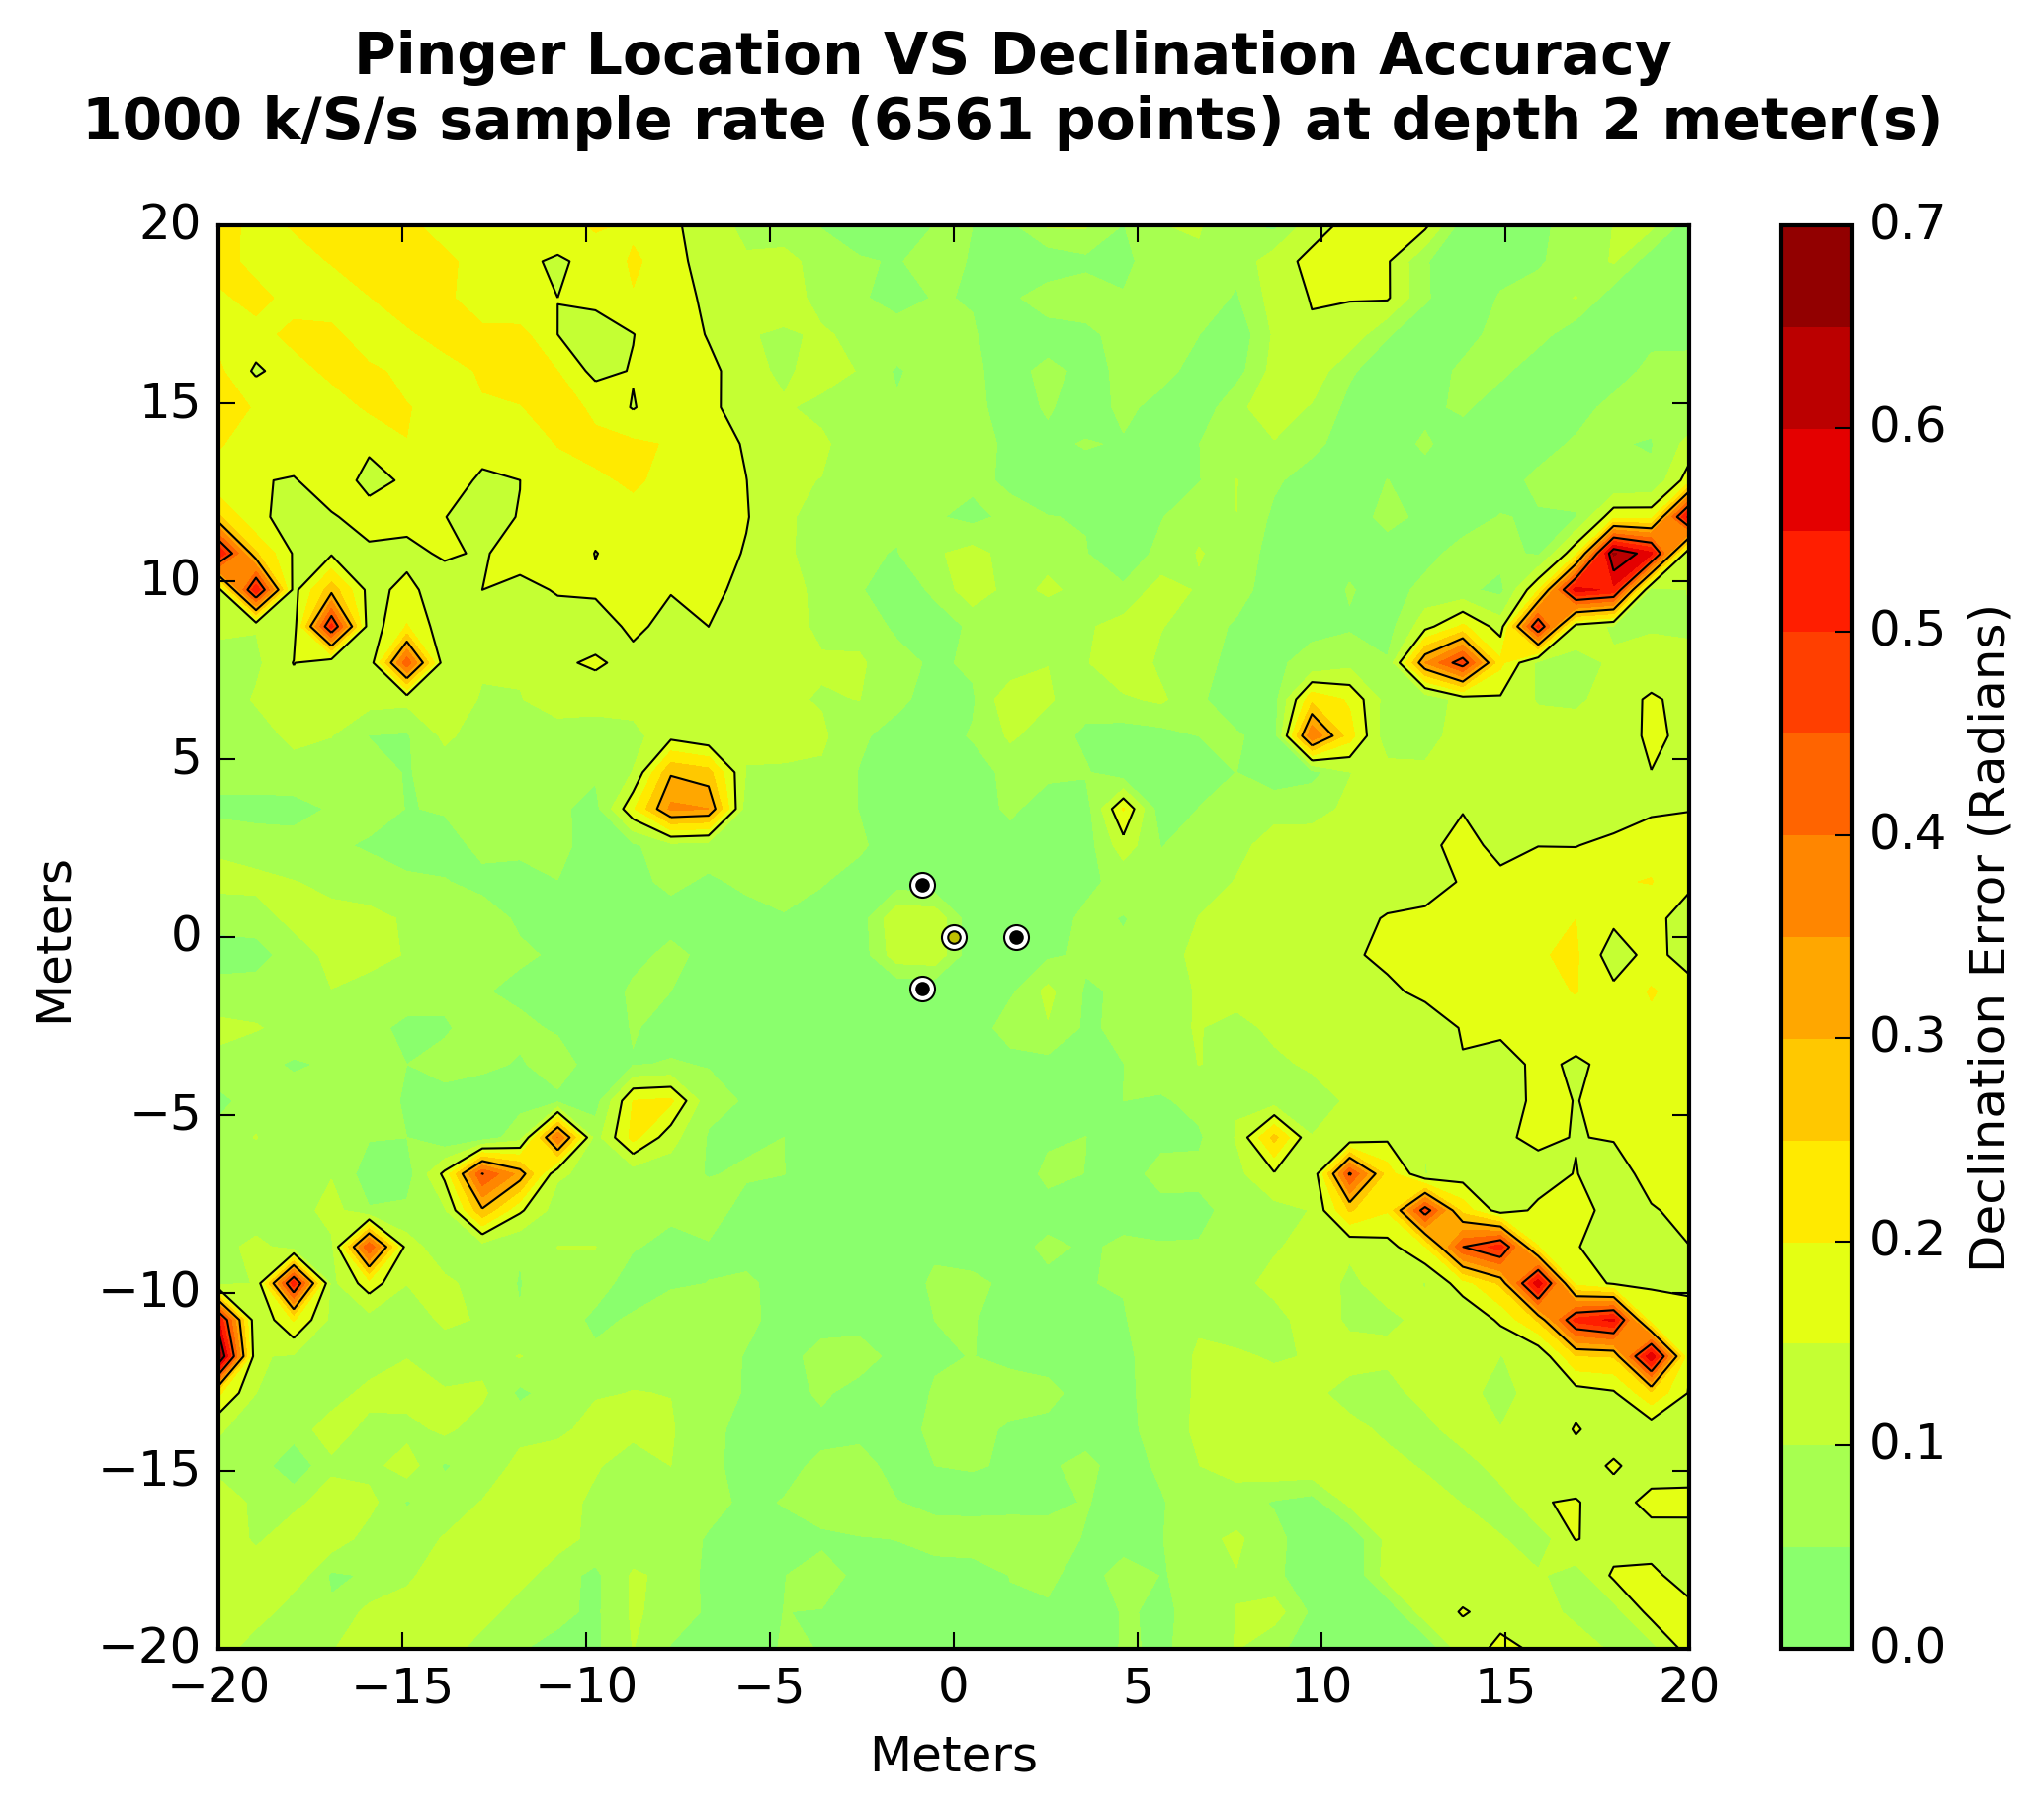 Pinger Location VS Declination Accuracy
1000 k/S/s sample rate (6561 points) at depth 2 meter(s)
20
15
10
5
0
−5
−10
−15
−20
Meters
−20 −15 −10 −5 0 5 10 15 20
Meters
0.7
0.6
0.5
0.4
0.3
0.2
0.1
0.0
Declination Error (Radians)